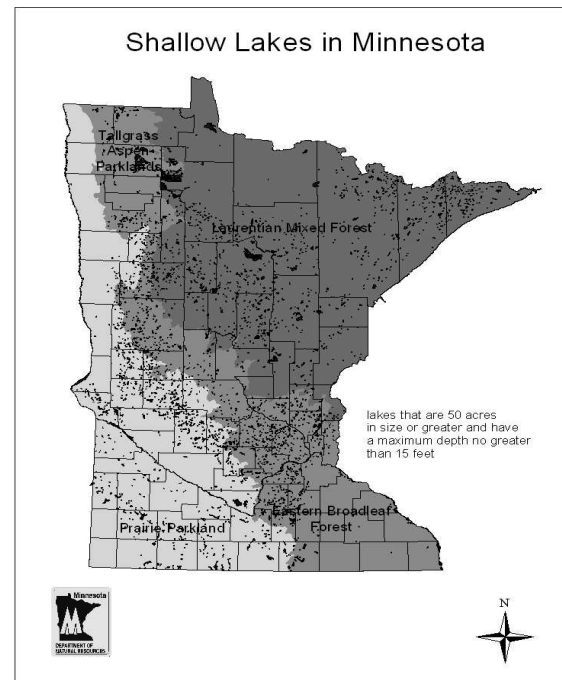 Shallow Lakes in Minnesota
Tallgrass
Aspen
Parklands
Laurentian Mixed Forest
lakes that are 50 acres
in size or greater and have
a maximum depth no greater
than 15 feet
Eastern Broadleaf
Forest
Prairie Parkland
Minnesota
DEPARTMENT OF
NATURAL RESOURCES
N